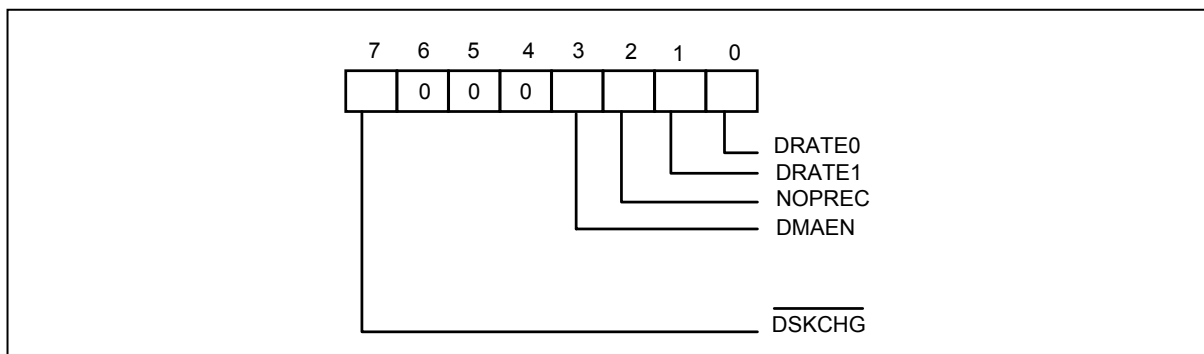 7 6 5 4 3 2 1 0
0 0 0
DRATE0
DRATE1
NOPREC
DMAEN
DSKCHG